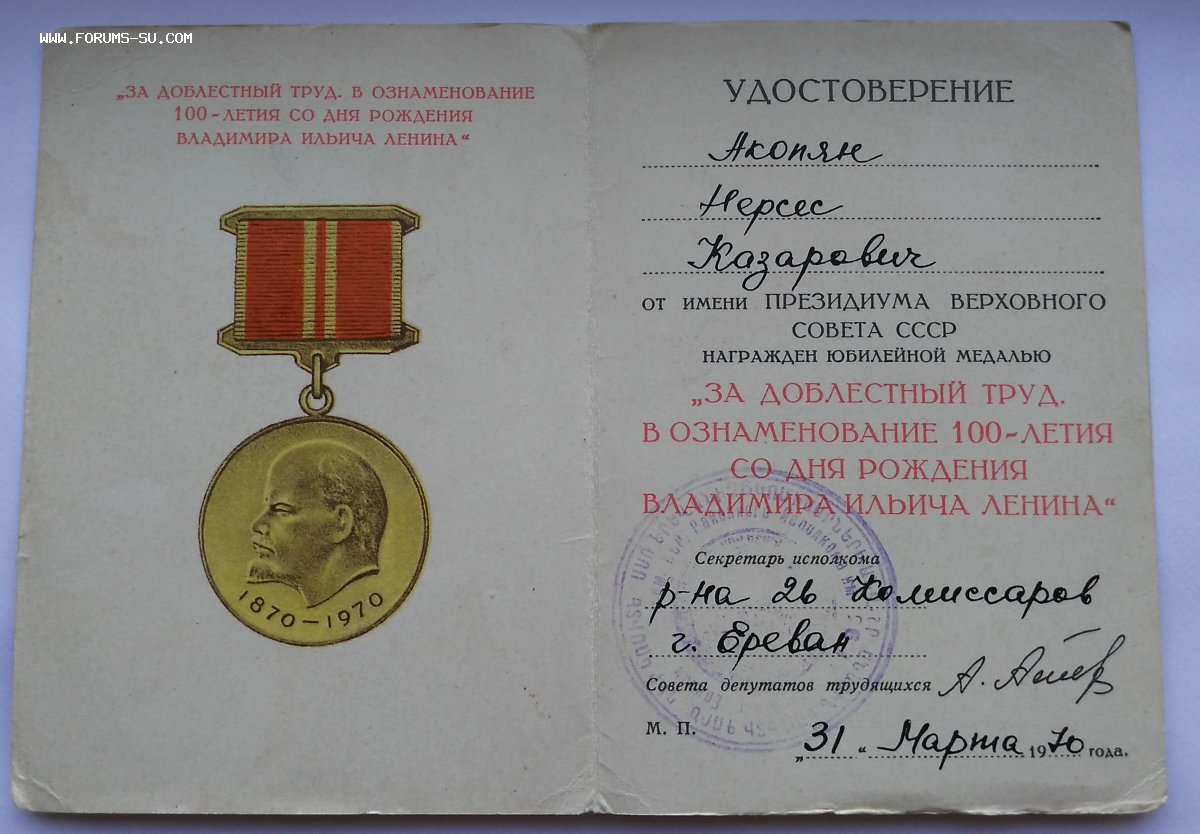 WWW.FORUMS-SU.COM
„ЗА ДОБЛЕСТНЫЙ ТРУД. В ОЗНАМЕНОВАНИЕ
100-ЛЕТИЯ СО ДНЯ РОЖДЕНИЯ
ВЛАДИМИРА ИЛЬИЧА ЛЕНИНА“
1870-1970
УДОСТОВЕРЕНИЕ
Акопян
Нерсес
Казарович
ОТ ИМЕНИ ПРЕЗИДИУМА ВЕРХОВНОГО
СОВЕТА СССР
НАГРАЖДЕН ЮБИЛЕЙНОЙ МЕДАЛЬЮ
„ЗА ДОБЛЕСТНЫЙ ТРУД.
В ОЗНАМЕНОВАНИЕ 100-ЛЕТИЯ
СО ДНЯ РОЖДЕНИЯ
ВЛАДИМИРА ИЛЬИЧА ЛЕНИНА“
Секретарь исполкома
р-на 26 Комиссаров
г. Ереван
Совета депутатов трудящихся А.
М. П.
„31“ Марта 1970 года.